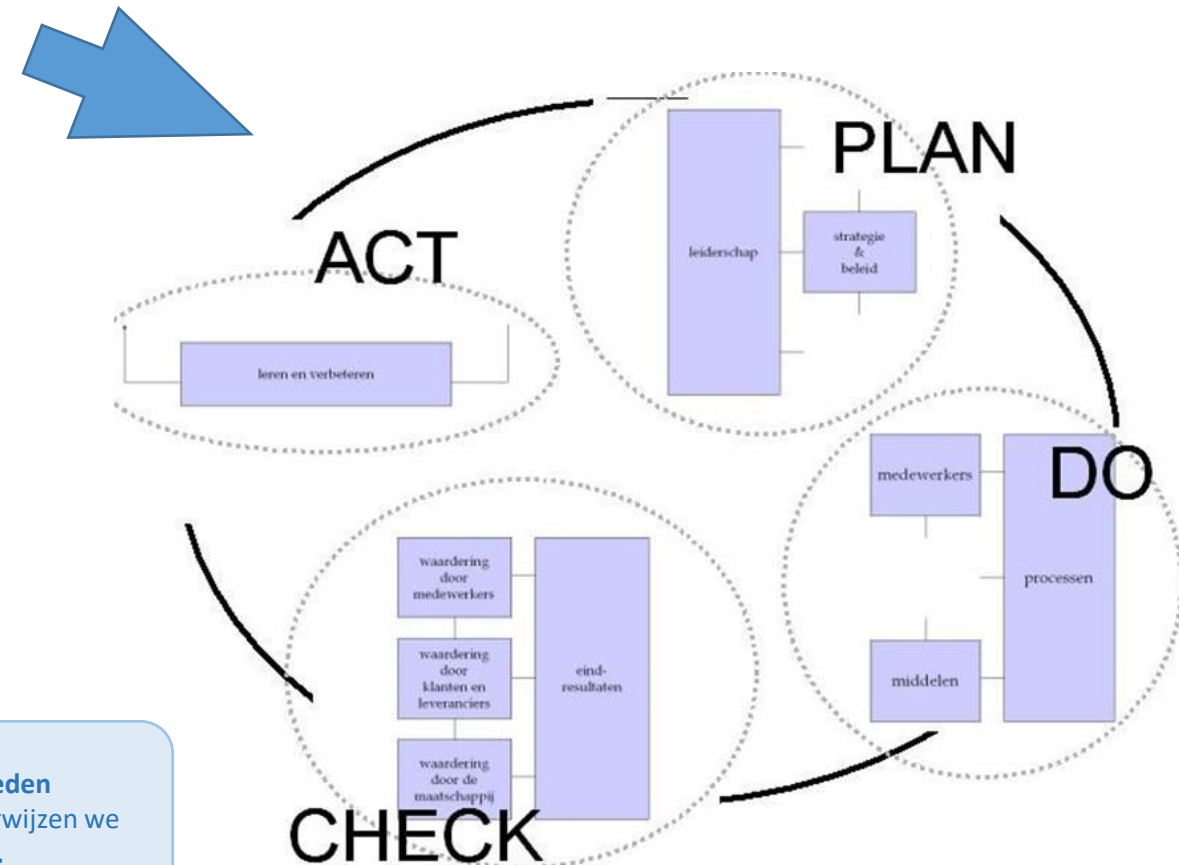 PLAN
leiderschap
strategie
&
beleid
ACT
leren en verbeteren
DO
medewerkers
processen
middelen
waardering
door
medewerkers
waardering
door
klanten en
leveranciers
waardering
door de
maatschappij
eind-
resultaten
CHECK
eden
rwijzen we